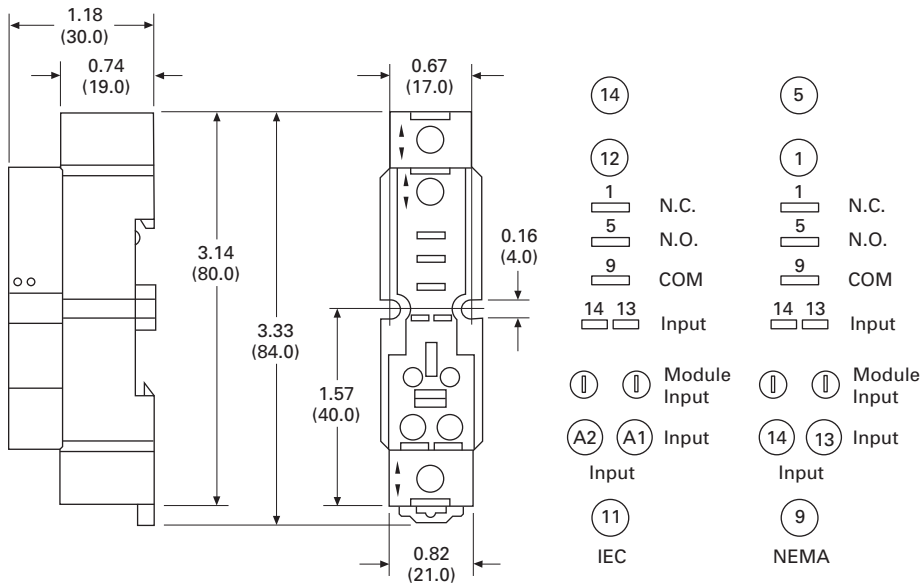 1.18
(30.0)
0.74
(19.0)
3.14
(80.0)
3.33
(84.0)
0.67
(17.0)
0.16
(4.0)
1.57
(40.0)
0.82
(21.0)
14
12
1 N.C.
5 N.O.
9 COM
14 13 Input
Module
Input
A2 A1 Input
Input
11
IEC
5
1
1 N.C.
5 N.O.
9 COM
14 13 Input
Module
Input
14 13 Input
Input
9
NEMA